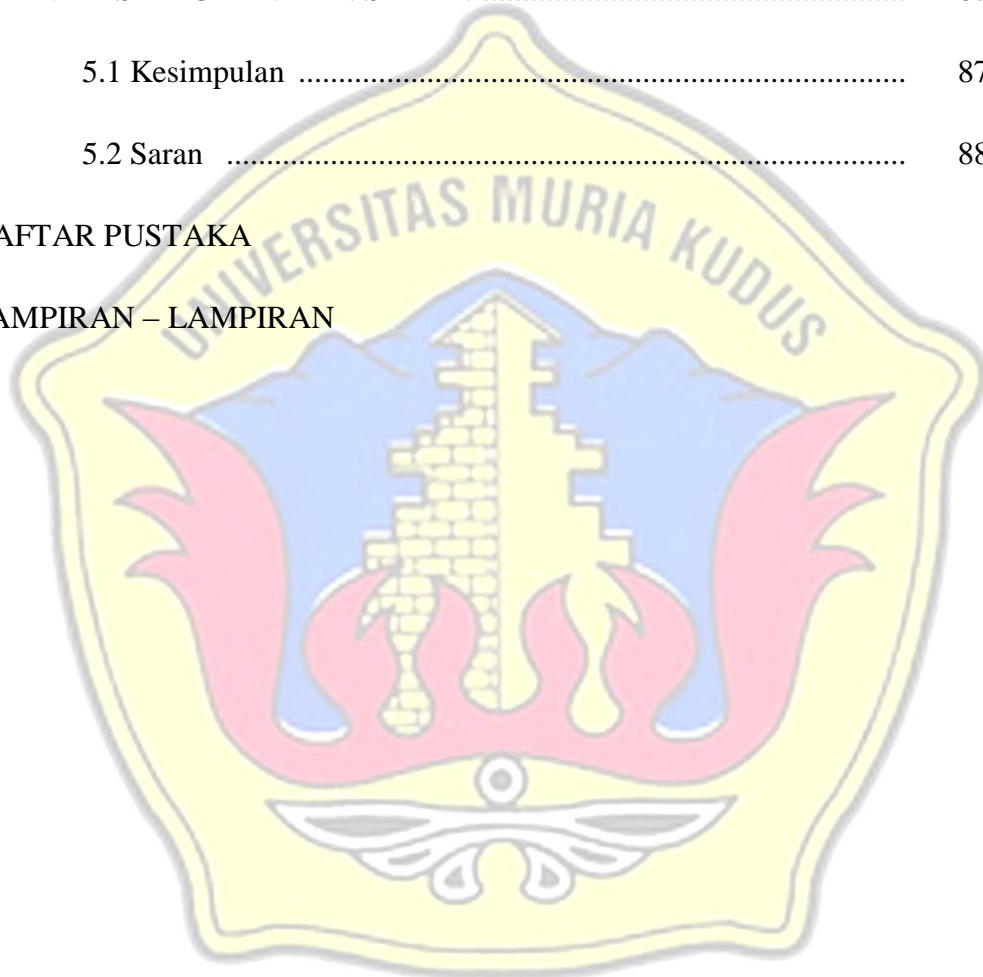 5.1 Kesimpulan ............................................................................. 87
5.2 Saran ...................................................................................... 88
AFTAR PUSTAKA
AMPIRAN – LAMPIRAN
UNIVERSITAS MURIA KUDUS